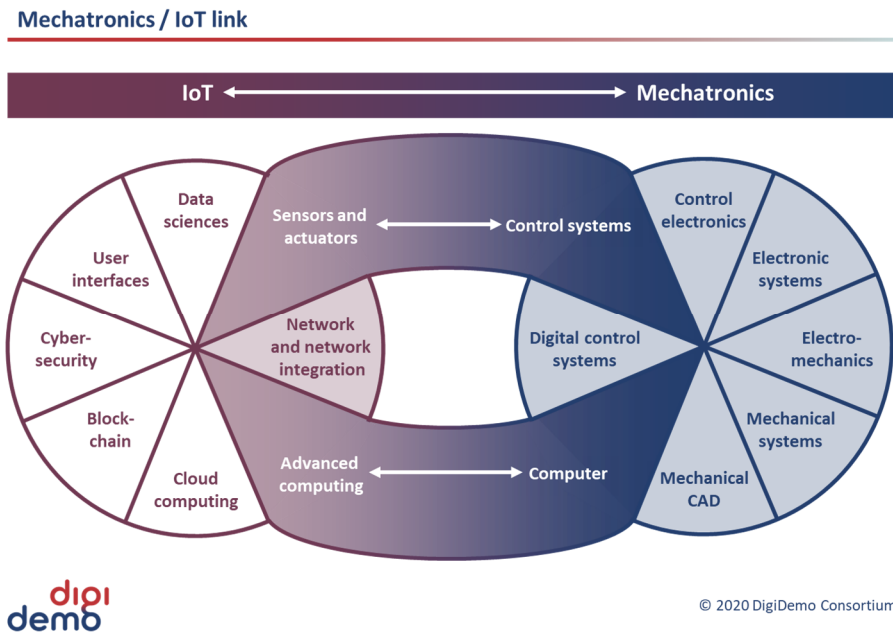 Mechatronics / IoT link
IoT
Mechatronics
Data
sciences
User
interfaces
Cyber-
security
Block-
chain
Cloud
computing
Sensors and
actuators
Control systems
Network
and network
integration
Digital control
systems
Advanced
computing
Computer
Control
electronics
Electronic
systems
Electro-
mechanics
Mechanical
systems
Mechanical
CAD
digi
demo
© 2020 DigiDemo Consortium